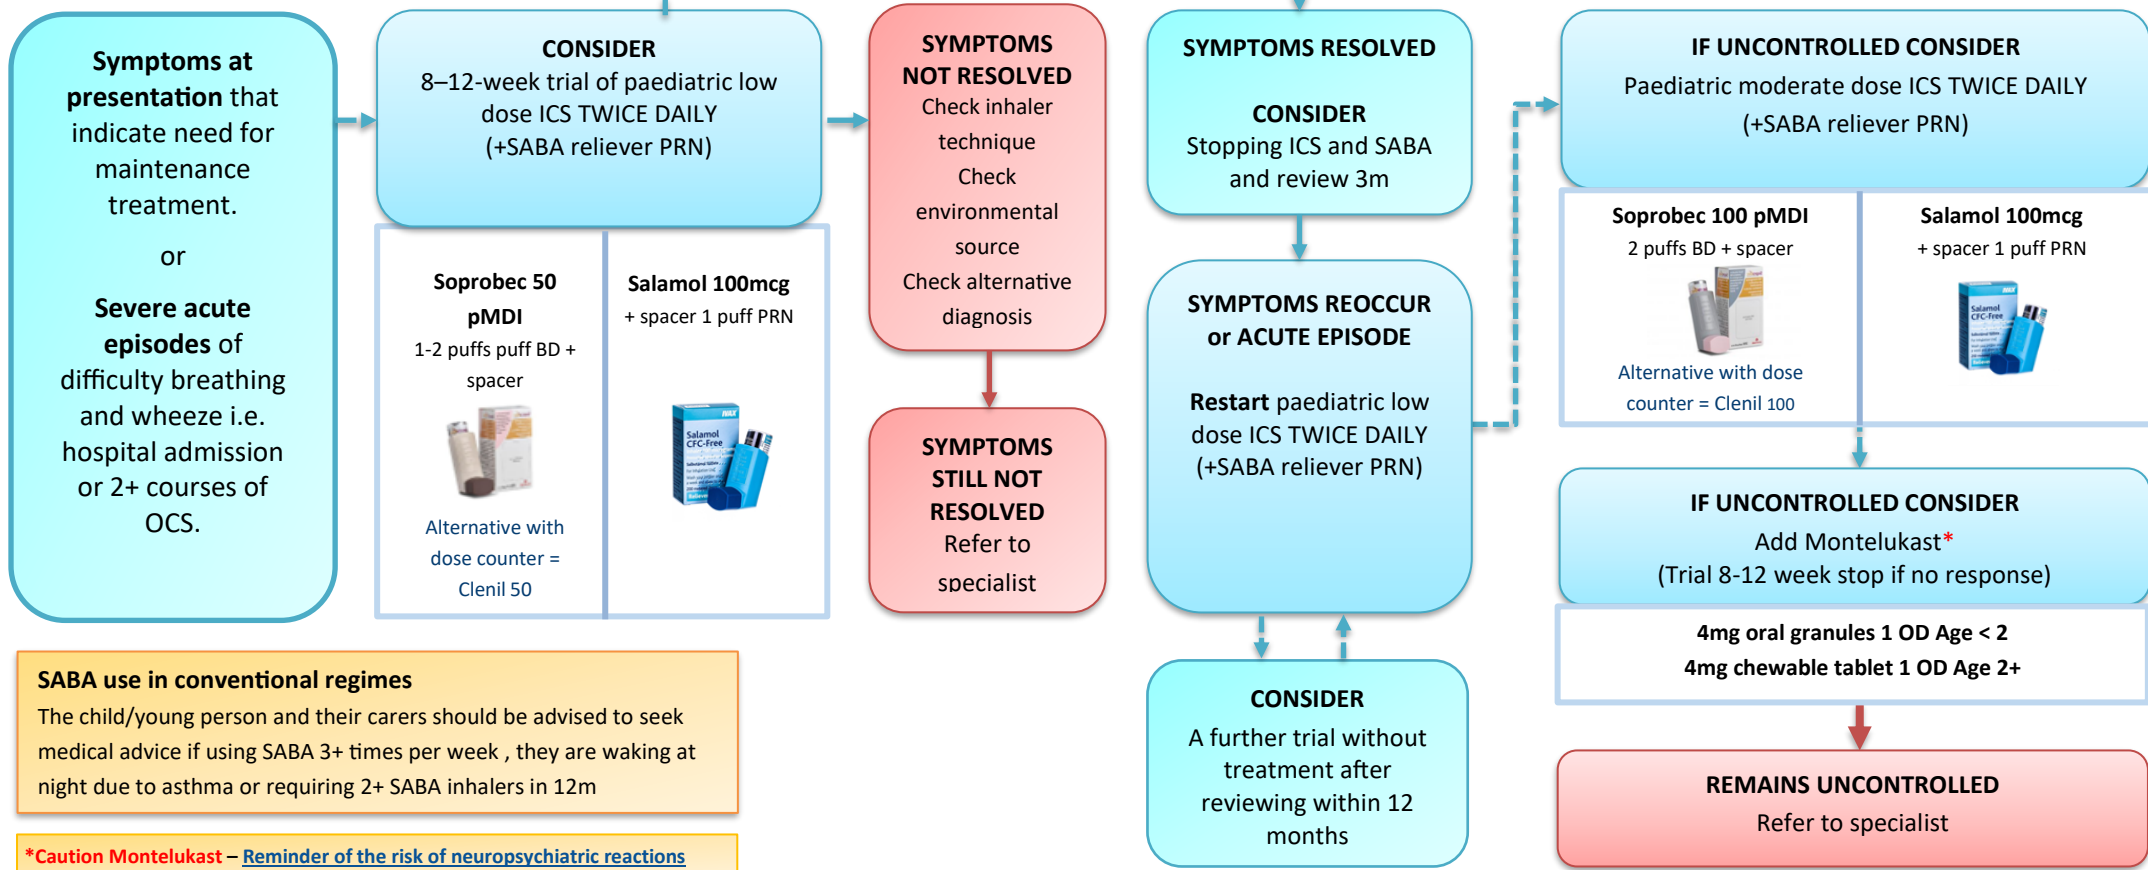 Symptoms at
presentation that
indicate need for
maintenance
treatment.
or
Severe acute
episodes of
difficulty breathing
and wheeze i.e.
hospital admission
or 2+ courses of
OCS.
CONSIDER
8–12-week trial of paediatric low
dose ICS TWICE DAILY
(+SABA reliever PRN)
Soprobec 50
pMDI
1-2 puffs puff BD +
spacer
Alternative with
dose counter =
Clenil 50
Salamol 100mcg
+ spacer 1 puff PRN
IVAX
Salamol
CFC-Free
SYMPTOMS
NOT RESOLVED
Check inhaler
technique
Check
environmental
source
Check alternative
diagnosis
SYMPTOMS
STILL NOT
RESOLVED
Refer to
specialist
SYMPTOMS RESOLVED
CONSIDER
Stopping ICS and SABA
and review 3m
SYMPTOMS REOCCUR
or ACUTE EPISODE
Restart paediatric low
dose ICS TWICE DAILY
(+SABA reliever PRN)
CONSIDER
A further trial without
treatment after
reviewing within 12
months
IF UNCONTROLLED CONSIDER
Paediatric moderate dose ICS TWICE DAILY
(+SABA reliever PRN)
Soprobec 100 pMDI
2 puffs BD + spacer
Alternative with dose
counter = Clenil 100
Salamol 100mcg
+ spacer 1 puff PRN
IVAX
Salamol
CFC-Free
IF UNCONTROLLED CONSIDER
Add Montelukast*
(Trial 8-12 week stop if no response)
4mg oral granules 1 OD Age < 2
4mg chewable tablet 1 OD Age 2+
REMAINS UNCONTROLLED
Refer to specialist
SABA use in conventional regimes
The child/young person and their carers should be advised to seek
medical advice if using SABA 3+ times per week , they are waking at
night due to asthma or requiring 2+ SABA inhalers in 12m
*Caution Montelukast – Reminder of the risk of neuropsychiatric reactions